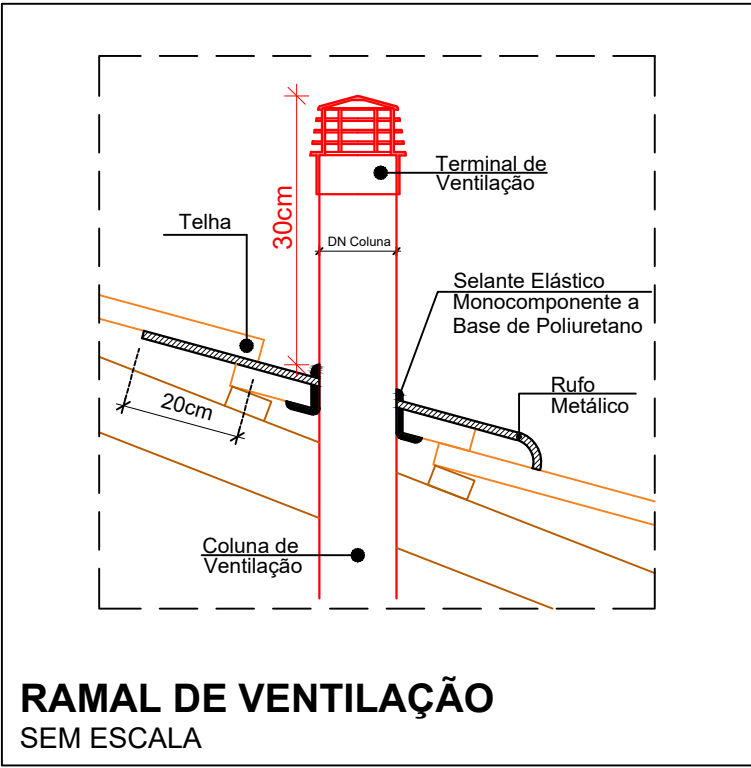 Terminal de
Ventilação
30cm
Telha
DN Coluna
Selante Elástico
Monocomponente a
Base de Poliuretano
Rufo
Metálico
20cm
Coluna de
Ventilação
RAMAL DE VENTILAÇÃO
SEM ESCALA